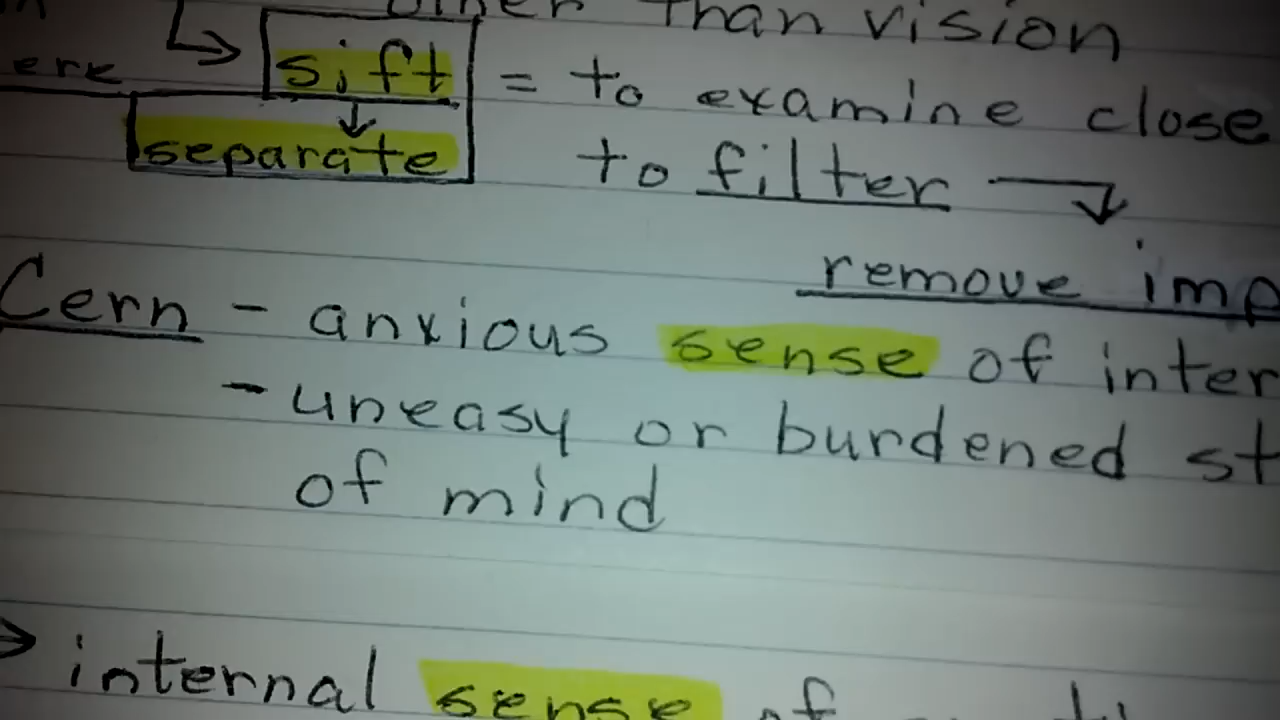 other than vision
sift = to examine close
separate to filter
remove imp
Cern - anxious sense of inter
- uneasy or burdened st
of mind
internal sense of